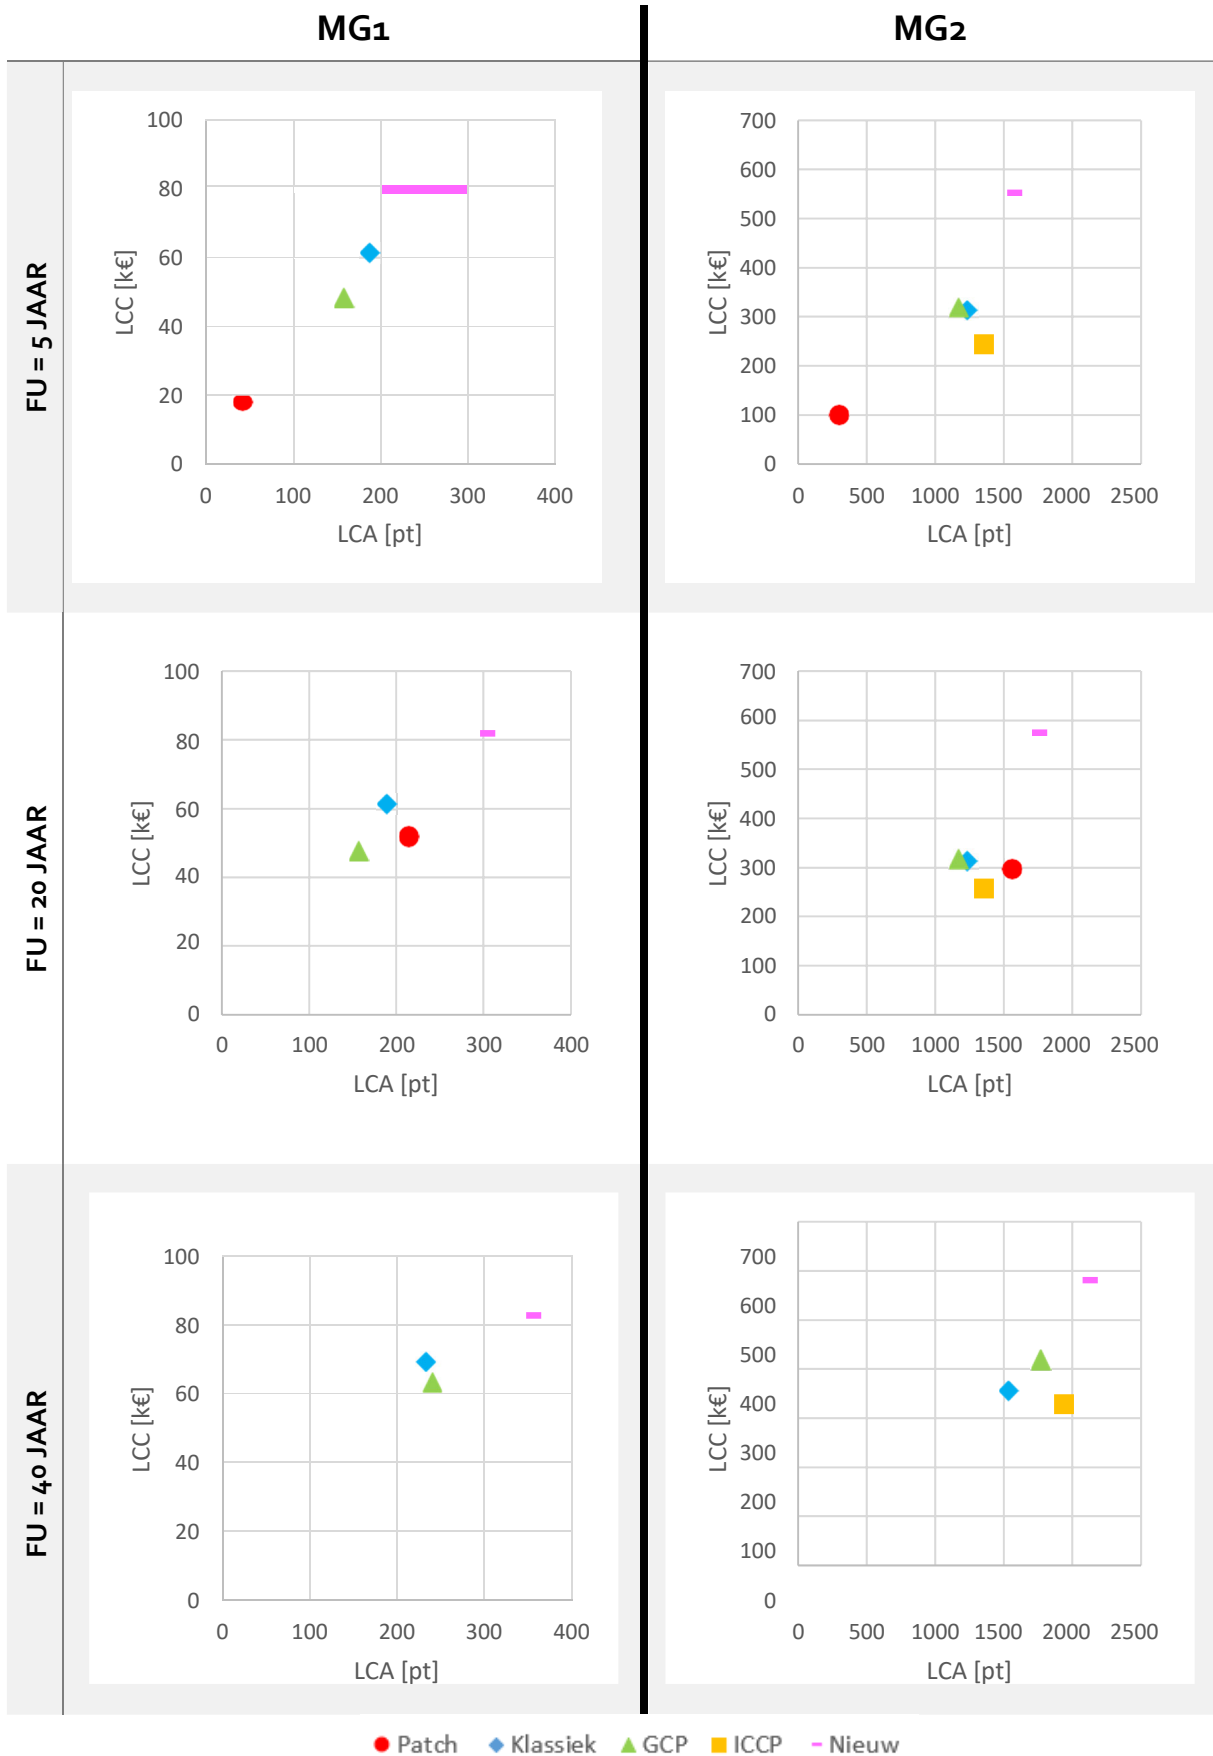 MG1 MG2
FU = 5 JAAR
100
80
60
40
20
0
0 100 200 300 400
LCC [k€]
LCA [pt]
700
600
500
400
300
200
100
0
0 500 1000 1500 2000 2500
LCC [k€]
LCA [pt]
FU = 20 JAAR
100
80
60
40
20
0
0 100 200 300 400
LCC [k€]
LCA [pt]
700
600
500
400
300
200
100
0
0 500 1000 1500 2000 2500
LCC [k€]
LCA [pt]
FU = 40 JAAR
100
80
60
40
20
0
0 100 200 300 400
LCC [k€]
LCA [pt]
700
600
500
400
300
200
100
0
0 500 1000 1500 2000 2500
LCC [k€]
LCA [pt]
Patch Klassiek GCP ICCP Nieuw